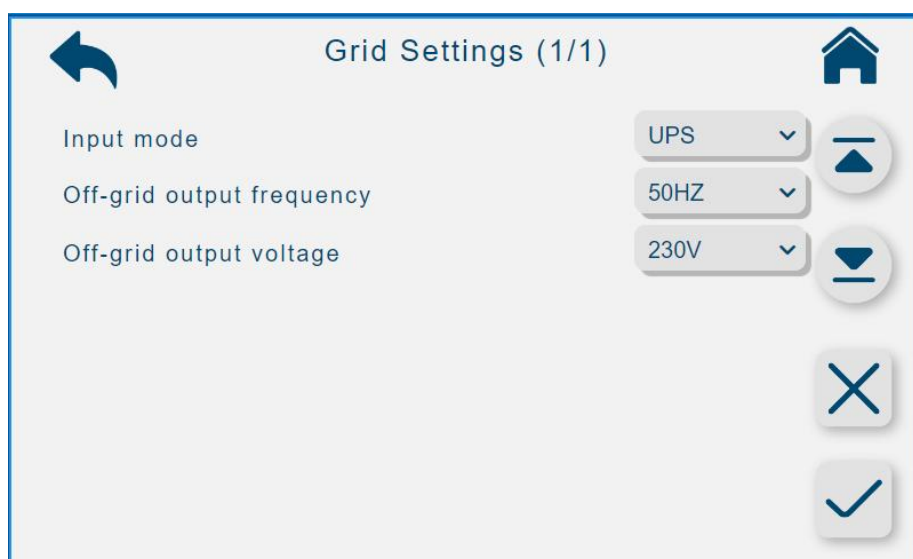 Grid Settings (1/1)
Input mode UPS
Off-grid output frequency 50HZ
Off-grid output voltage 230V